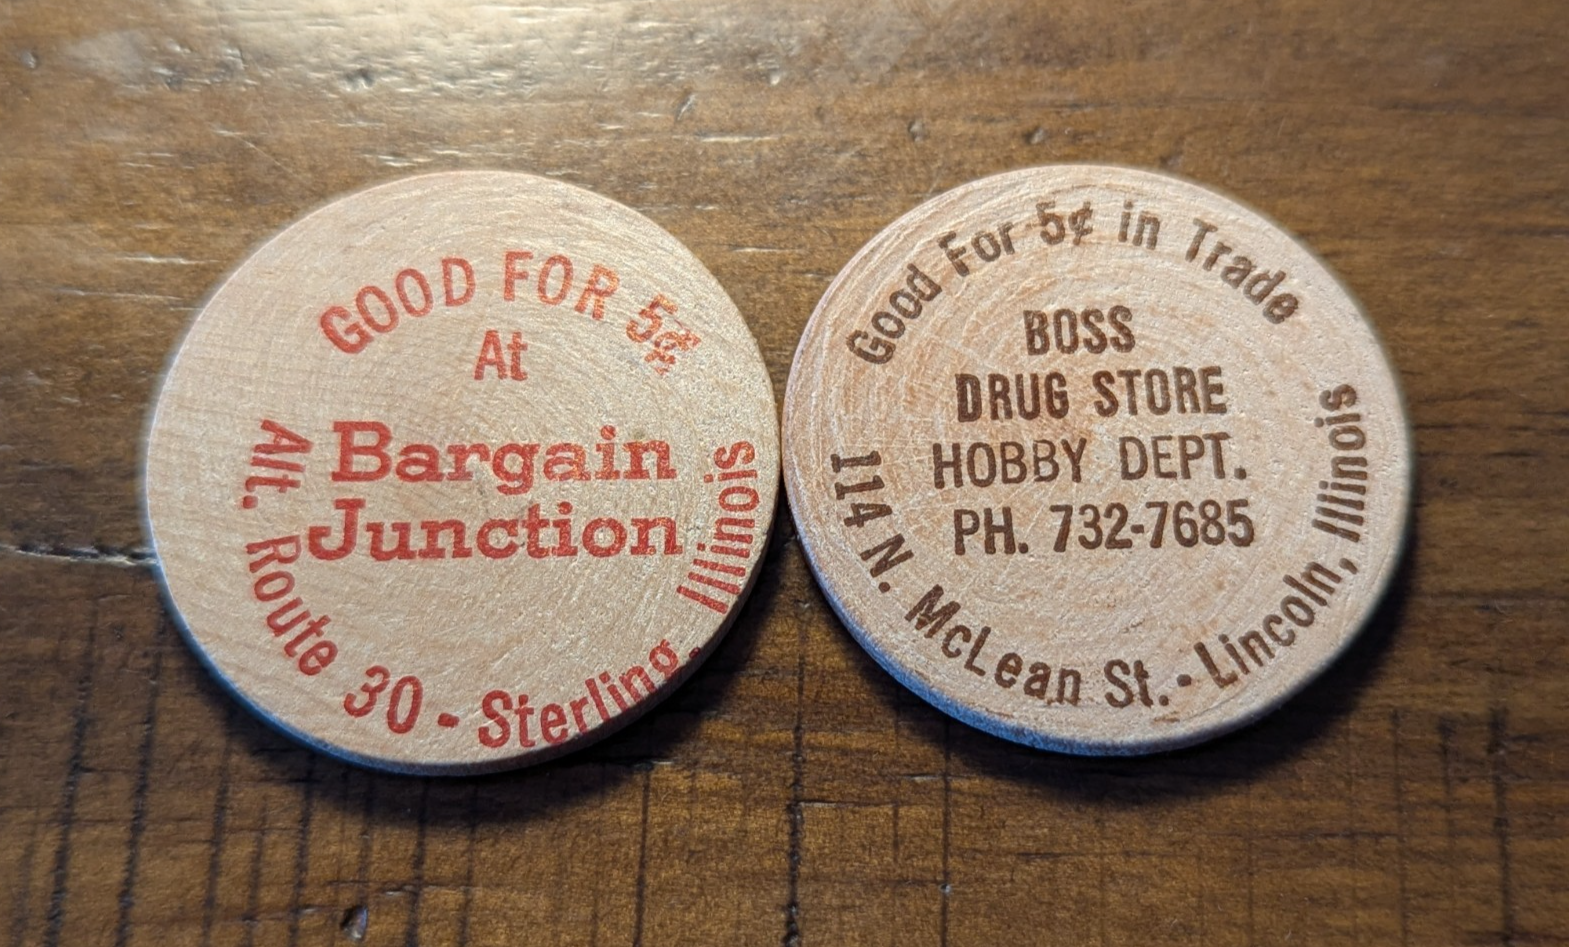 GOOD FOR 5¢
At
Bargain
Junction
Alt. Route 30 - Sterling, Illinois
Good For 5¢ in Trade
BOSS
DRUG STORE
HOBBY DEPT.
PH. 732-7685
114 N. McLean St. - Lincoln, Illinois